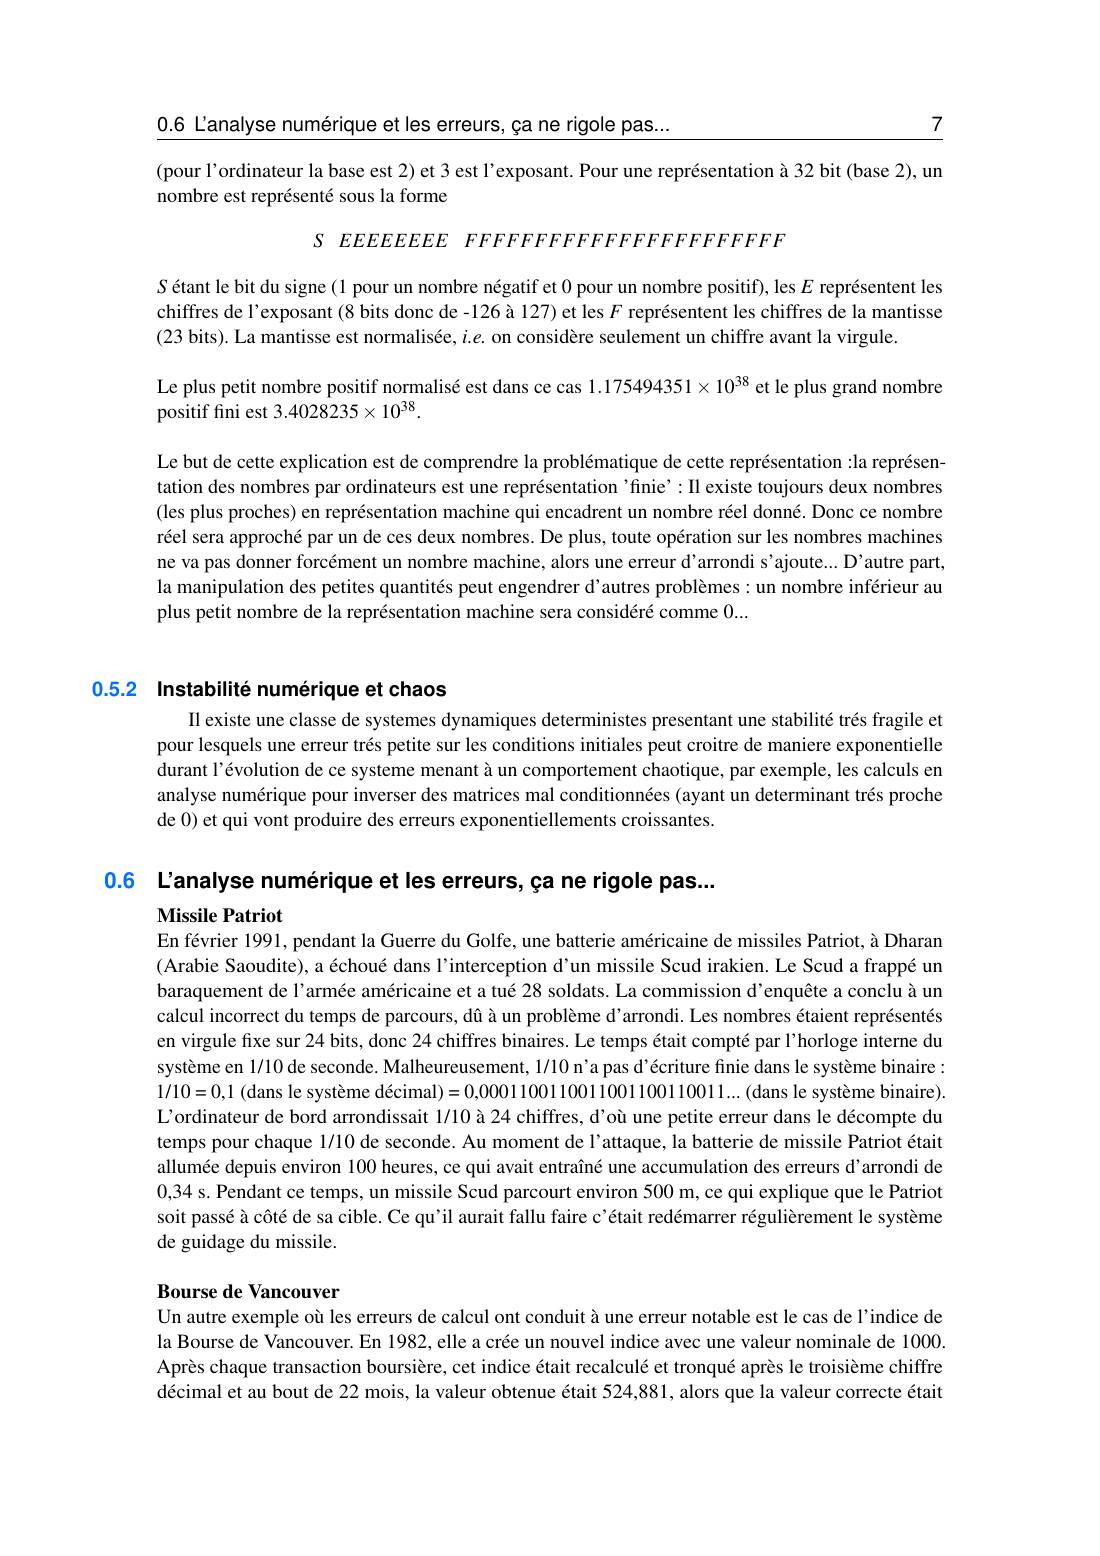 0.6 L'analyse numérique et les erreurs, ça ne rigole pas... 7
(pour l'ordinateur la base est 2) et 3 est l'exposant. Pour une représentation à 32 bit (base 2), un
nombre est représenté sous la forme
S EEEEEEEE FFFFFFFFFFFFFFFFFFFFFFF
S étant le bit du signe (1 pour un nombre négatif et 0 pour un nombre positif), les E représentent les
chiffres de l'exposant (8 bits donc de -126 à 127) et les F représentent les chiffres de la mantisse
(23 bits). La mantisse est normalisée, i.e. on considère seulement un chiffre avant la virgule.
Le plus petit nombre positif normalisé est dans ce cas 1.175494351 × 10^38 et le plus grand nombre
positif fini est 3.4028235 × 10^38.
Le but de cette explication est de comprendre la problématique de cette représentation :la représen-
tation des nombres par ordinateurs est une représentation 'finie' : Il existe toujours deux nombres
(les plus proches) en représentation machine qui encadrent un nombre réel donné. Donc ce nombre
réel sera approché par un de ces deux nombres. De plus, toute opération sur les nombres machines
ne va pas donner forcément un nombre machine, alors une erreur d'arrondi s'ajoute... D'autre part,
la manipulation des petites quantités peut engendrer d'autres problèmes : un nombre inférieur au
plus petit nombre de la représentation machine sera considéré comme 0...
0.5.2 Instabilité numérique et chaos
Il existe une classe de systemes dynamiques deterministes presentant une stabilité trés fragile et
pour lesquels une erreur trés petite sur les conditions initiales peut croitre de maniere exponentielle
durant l'évolution de ce systeme menant à un comportement chaotique, par exemple, les calculs en
analyse numérique pour inverser des matrices mal conditionnées (ayant un determinant trés proche
de 0) et qui vont produire des erreurs exponentiellements croissantes.
0.6 L'analyse numérique et les erreurs, ça ne rigole pas...
Missile Patriot
En février 1991, pendant la Guerre du Golfe, une batterie américaine de missiles Patriot, à Dharan
(Arabie Saoudite), a échoué dans l'interception d'un missile Scud irakien. Le Scud a frappé un
baraquement de l'armée américaine et a tué 28 soldats. La commission d'enquête a conclu à un
calcul incorrect du temps de parcours, dû à un problème d'arrondi. Les nombres étaient représentés
en virgule fixe sur 24 bits, donc 24 chiffres binaires. Le temps était compté par l'horloge interne du
système en 1/10 de seconde. Malheureusement, 1/10 n'a pas d'écriture finie dans le système binaire :
1/10 = 0,1 (dans le système décimal) = 0,0001100110011001100110011... (dans le système binaire).
L'ordinateur de bord arrondissait 1/10 à 24 chiffres, d'où une petite erreur dans le décompte du
temps pour chaque 1/10 de seconde. Au moment de l'attaque, la batterie de missile Patriot était
allumée depuis environ 100 heures, ce qui avait entraîné une accumulation des erreurs d'arrondi de
0,34 s. Pendant ce temps, un missile Scud parcourt environ 500 m, ce qui explique que le Patriot
soit passé à côté de sa cible. Ce qu'il aurait fallu faire c'était redémarrer régulièrement le système
de guidage du missile.
Bourse de Vancouver
Un autre exemple où les erreurs de calcul ont conduit à une erreur notable est le cas de l'indice de
la Bourse de Vancouver. En 1982, elle a crée un nouvel indice avec une valeur nominale de 1000.
Après chaque transaction boursière, cet indice était recalculé et tronqué après le troisième chiffre
décimal et au bout de 22 mois, la valeur obtenue était 524,881, alors que la valeur correcte était